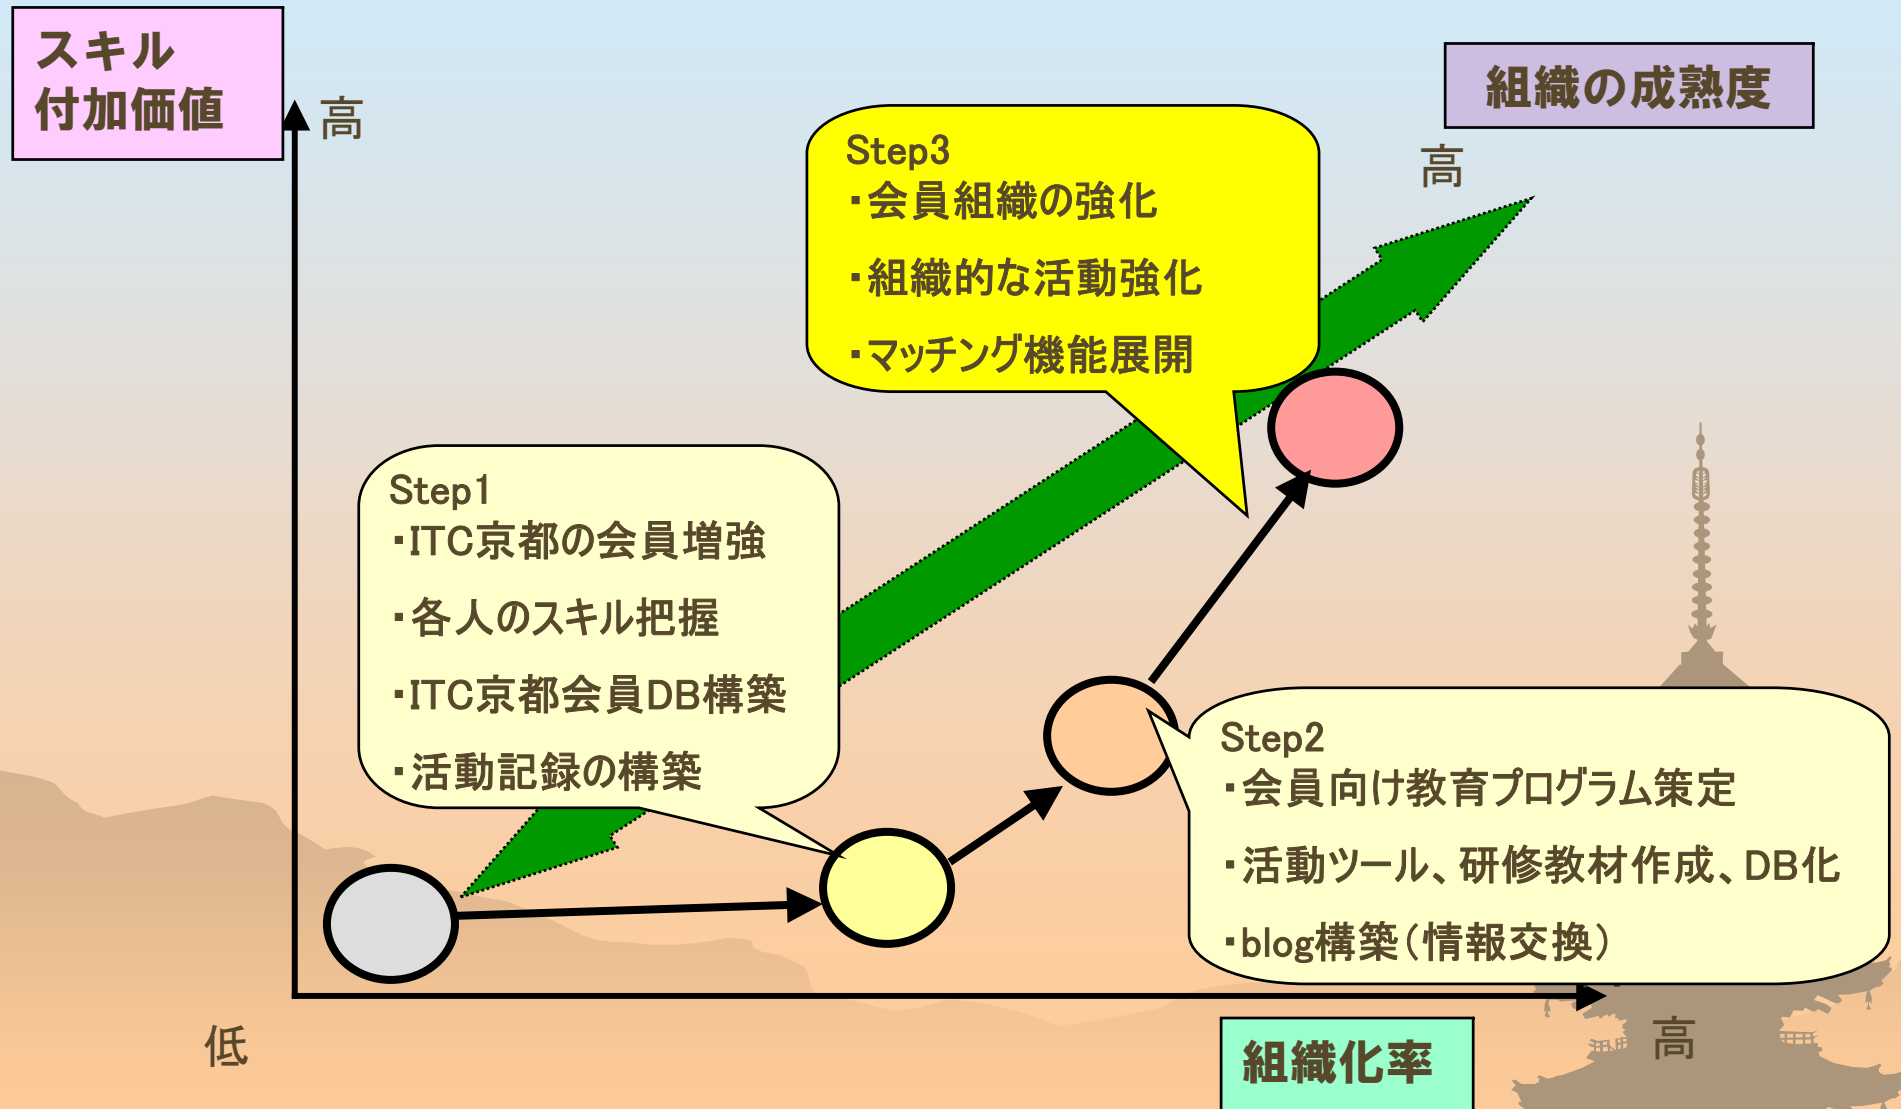 スキル
付加価値
高
組織の成熟度
高
Step3
・会員組織の強化
・組織的な活動強化
・マッチング機能展開
Step1
・ITC京都の会員増強
・各人のスキル把握
・ITC京都会員DB構築
・活動記録の構築
Step2
・会員向け教育プログラム策定
・活動ツール、研修教材作成、DB化
・blog構築(情報交換)
低
高
組織化率